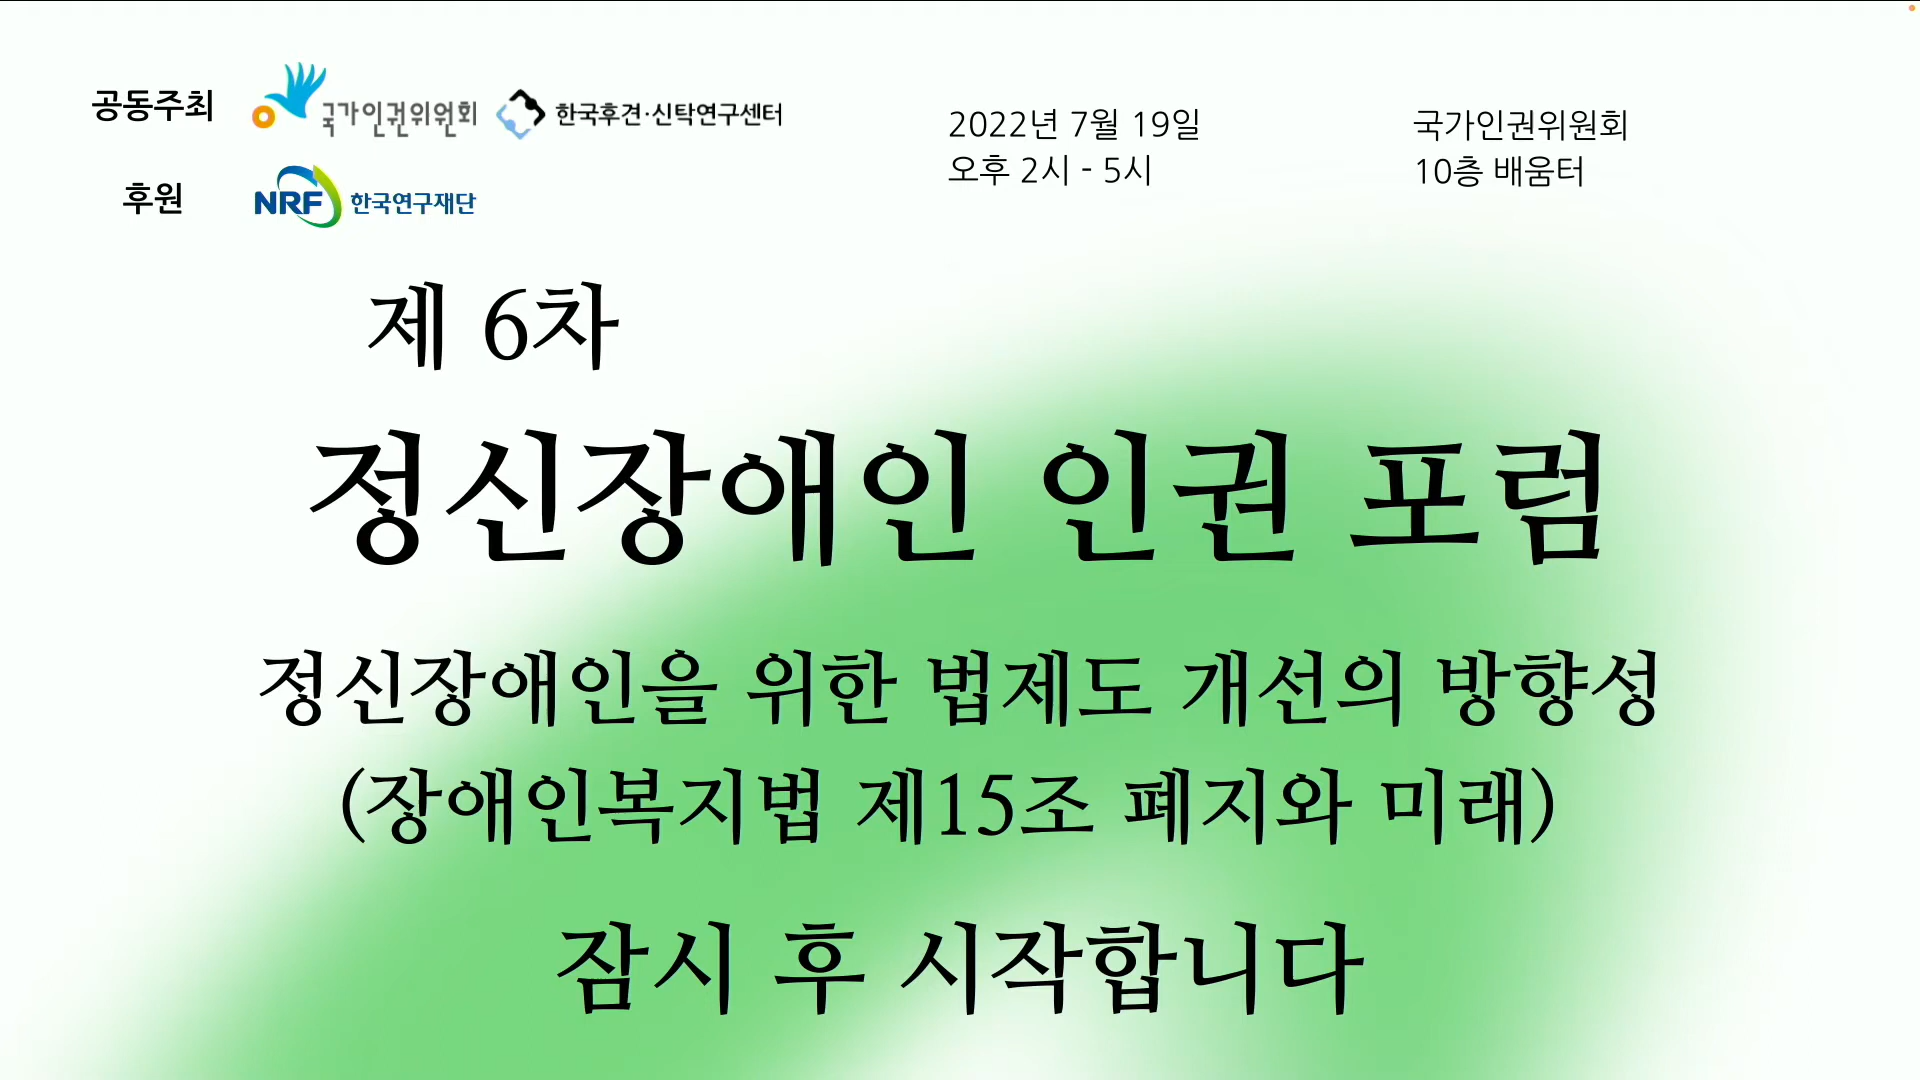 공동주최 국가인권위원회 한국후견·신탁연구센터
후원 NRF 한국연구재단
2022년 7월 19일
오후 2시 - 5시
국가인권위원회
10층 배움터
제 6차
정신장애인 인권 포럼
정신장애인을 위한 법제도 개선의 방향성
(장애인복지법 제15조 폐지와 미래)
잠시 후 시작합니다